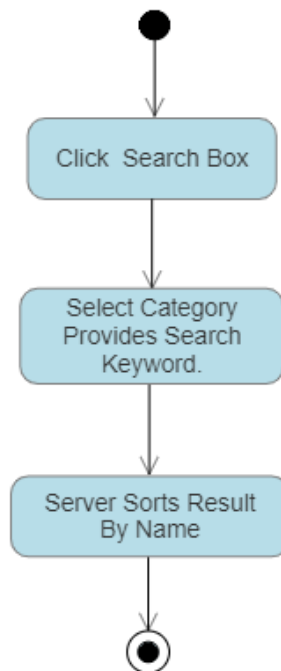 Click Search Box
Select Category
Provides Search
Keyword.
Server Sorts Result
By Name